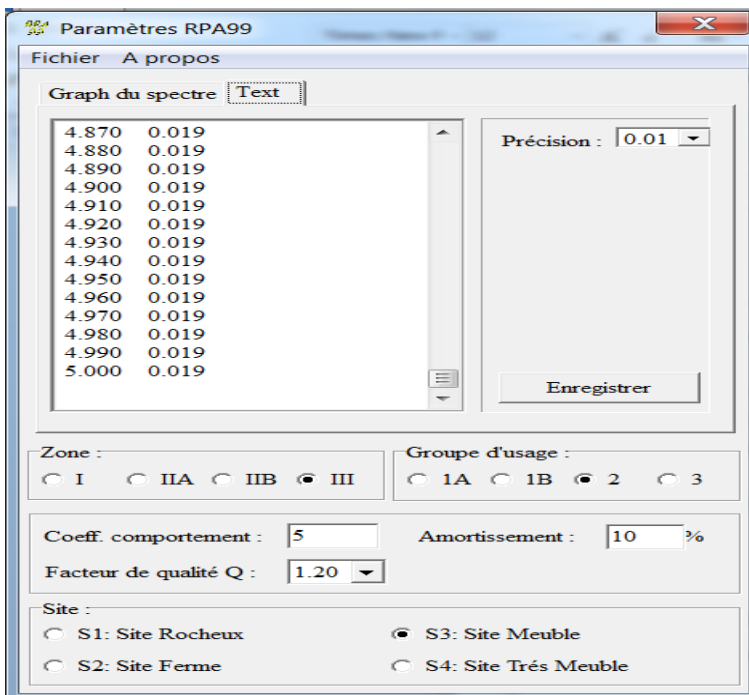 Paramètres RPA99
Fichier A propos
Graph du spectre Text
4.870 0.019
4.880 0.019
4.890 0.019
4.900 0.019
4.910 0.019
4.920 0.019
4.930 0.019
4.940 0.019
4.950 0.019
4.960 0.019
4.970 0.019
4.980 0.019
4.990 0.019
5.000 0.019
Précision : 0.01
Enregistrer
Zone :
I IIA IIB III
Groupe d'usage :
1A 1B 2 3
Coeff. comportement : 5 Amortissement : 10 %
Facteur de qualité Q : 1.20
Site :
S1: Site Rocheux S3: Site Meuble
S2: Site Ferme S4: Site Trés Meuble